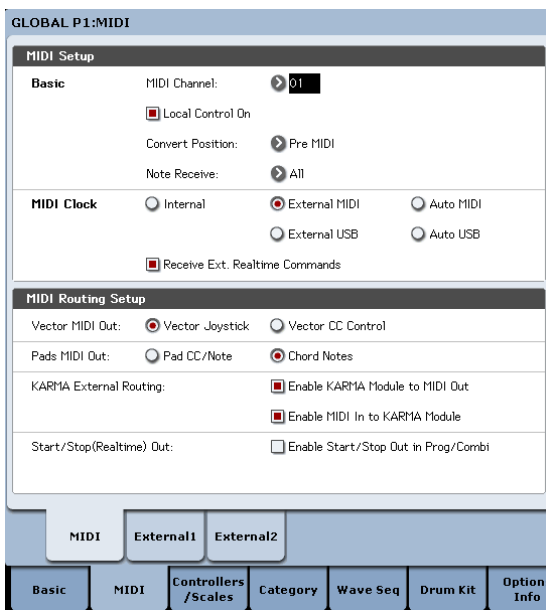 GLOBAL P1:MIDI
MIDI Setup
Basic MIDI Channel: 01
Local Control On
Convert Position: Pre MIDI
Note Receive: All
MIDI Clock Internal External MIDI Auto MIDI
External USB Auto USB
Receive Ext. Realtime Commands
MIDI Routing Setup
Vector MIDI Out: Vector Joystick Vector CC Control
Pads MIDI Out: Pad CC/Note Chord Notes
KARMA External Routing: Enable KARMA Module to MIDI Out
Enable MIDI In to KARMA Module
Start/Stop(Realtime) Out: Enable Start/Stop Out in Prog/Combi
MIDI External1 External2
Basic MIDI Controllers /Scales Category Wave Seq Drum Kit Option Info